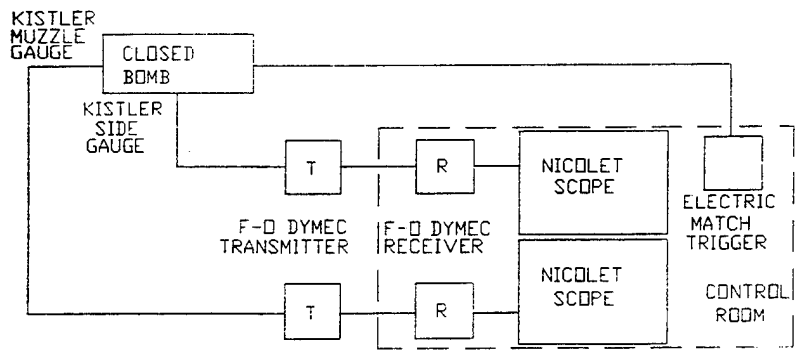 KISTLER
MUZZLE
GAUGE
CLOSED
BOMB
KISTLER
SIDE
GAUGE
T
R
NICOLET
SCOPE
ELECTRIC
MATCH
TRIGGER
F-O DYMEC
TRANSMITTER
F-O DYMEC
RECEIVER
T
R
NICOLET
SCOPE
CONTROL
ROOM